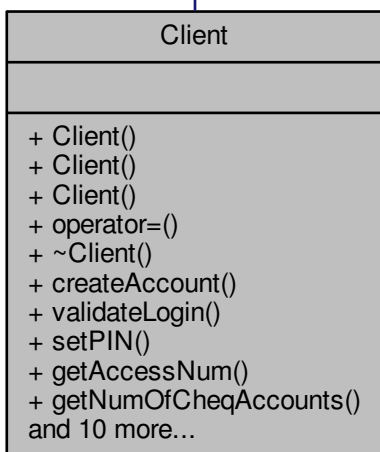 Client
+ Client()
+ Client()
+ Client()
+ operator=()
+ ~Client()
+ createAccount()
+ validateLogin()
+ setPIN()
+ getAccessNum()
+ getNumOfCheqAccounts()
and 10 more...